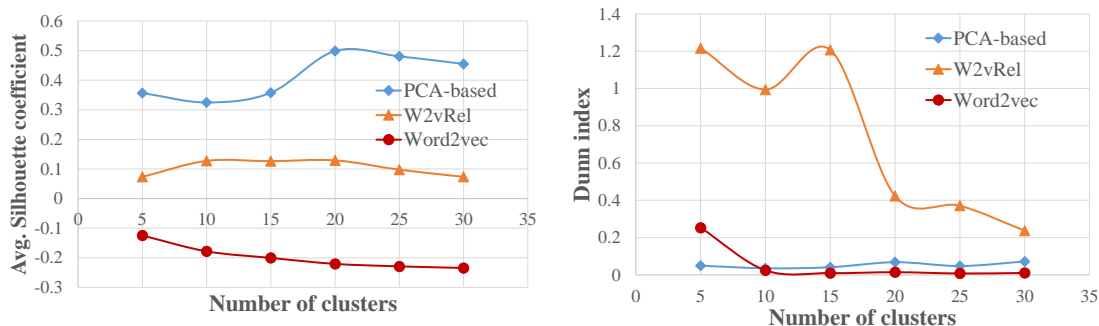 0.6
0.5
0.4
0.3
0.2
0.1
0
-0.1
-0.2
-0.3
Avg. Silhouette coefficient
5 10 15 20 25 30 35
Number of clusters
PCA-based
W2vRel
Word2vec
1.4
1.2
1
0.8
0.6
0.4
0.2
0
Dunn index
0 5 10 15 20 25 30 35
Number of clusters
PCA-based
W2vRel
Word2vec